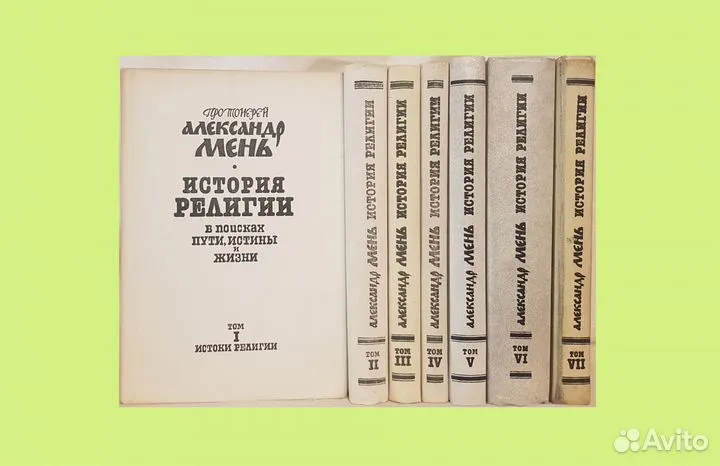 Протоиерей
Александр
Мень
История
Религии
в поисках
пути, истины
и
жизни
Том
I
Истоки религии
Александр Мень История религии
Том
II
Александр Мень История религии
Том
III
Александр Мень История религии
Том
IV
Александр Мень История религии
Том
V
Александр Мень История религии
Том
VI
Александр Мень История религии
Том
VII
Avito